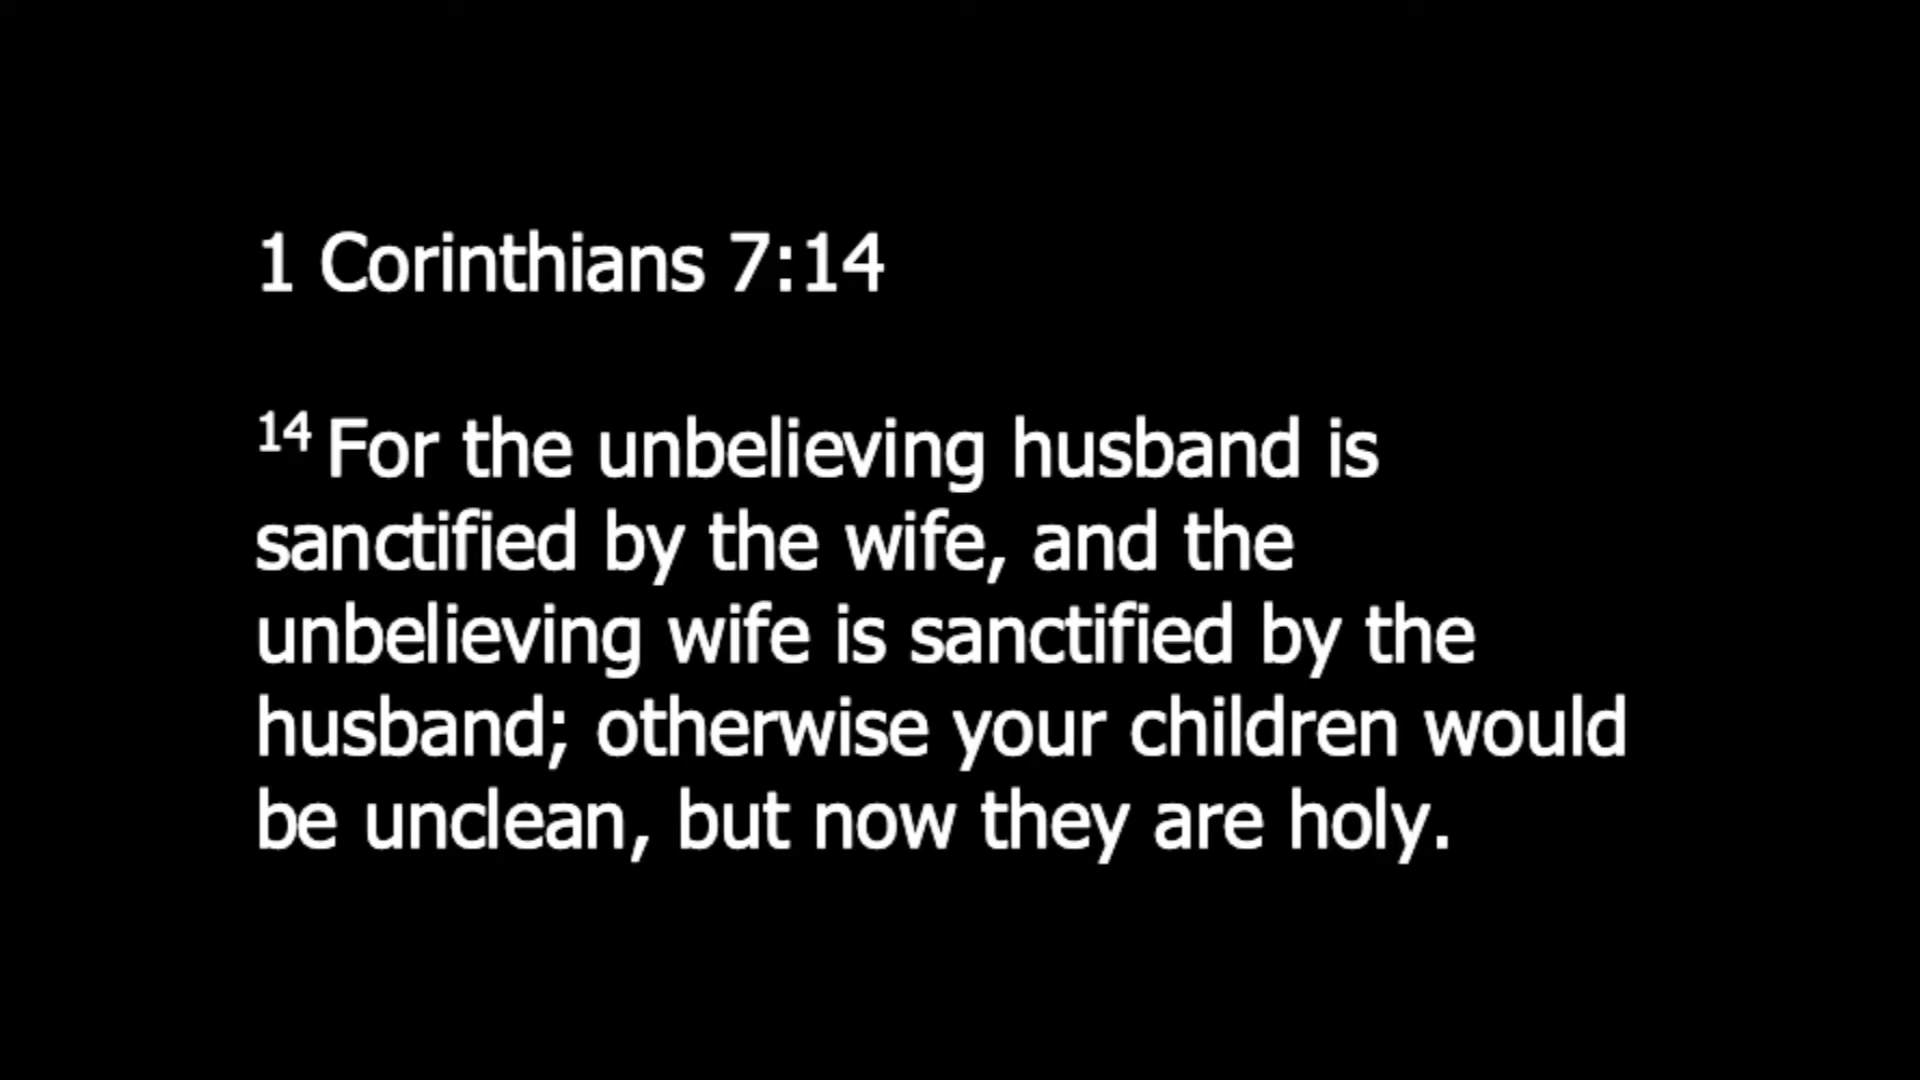 1 Corinthians 7:14
14 For the unbelieving husband is
sanctified by the wife, and the
unbelieving wife is sanctified by the
husband; otherwise your children would
be unclean, but now they are holy.